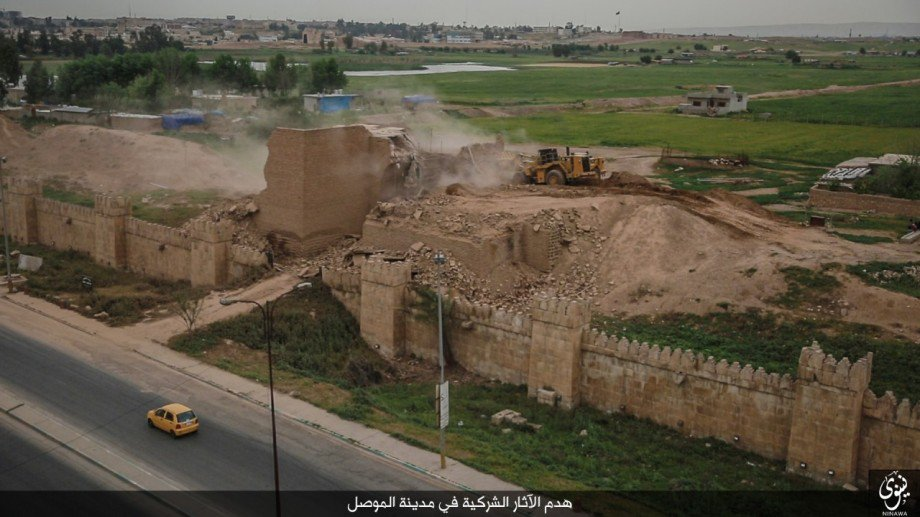 هدم الآثار الشركية في مدينة الموصل
نينوى
NINAWA